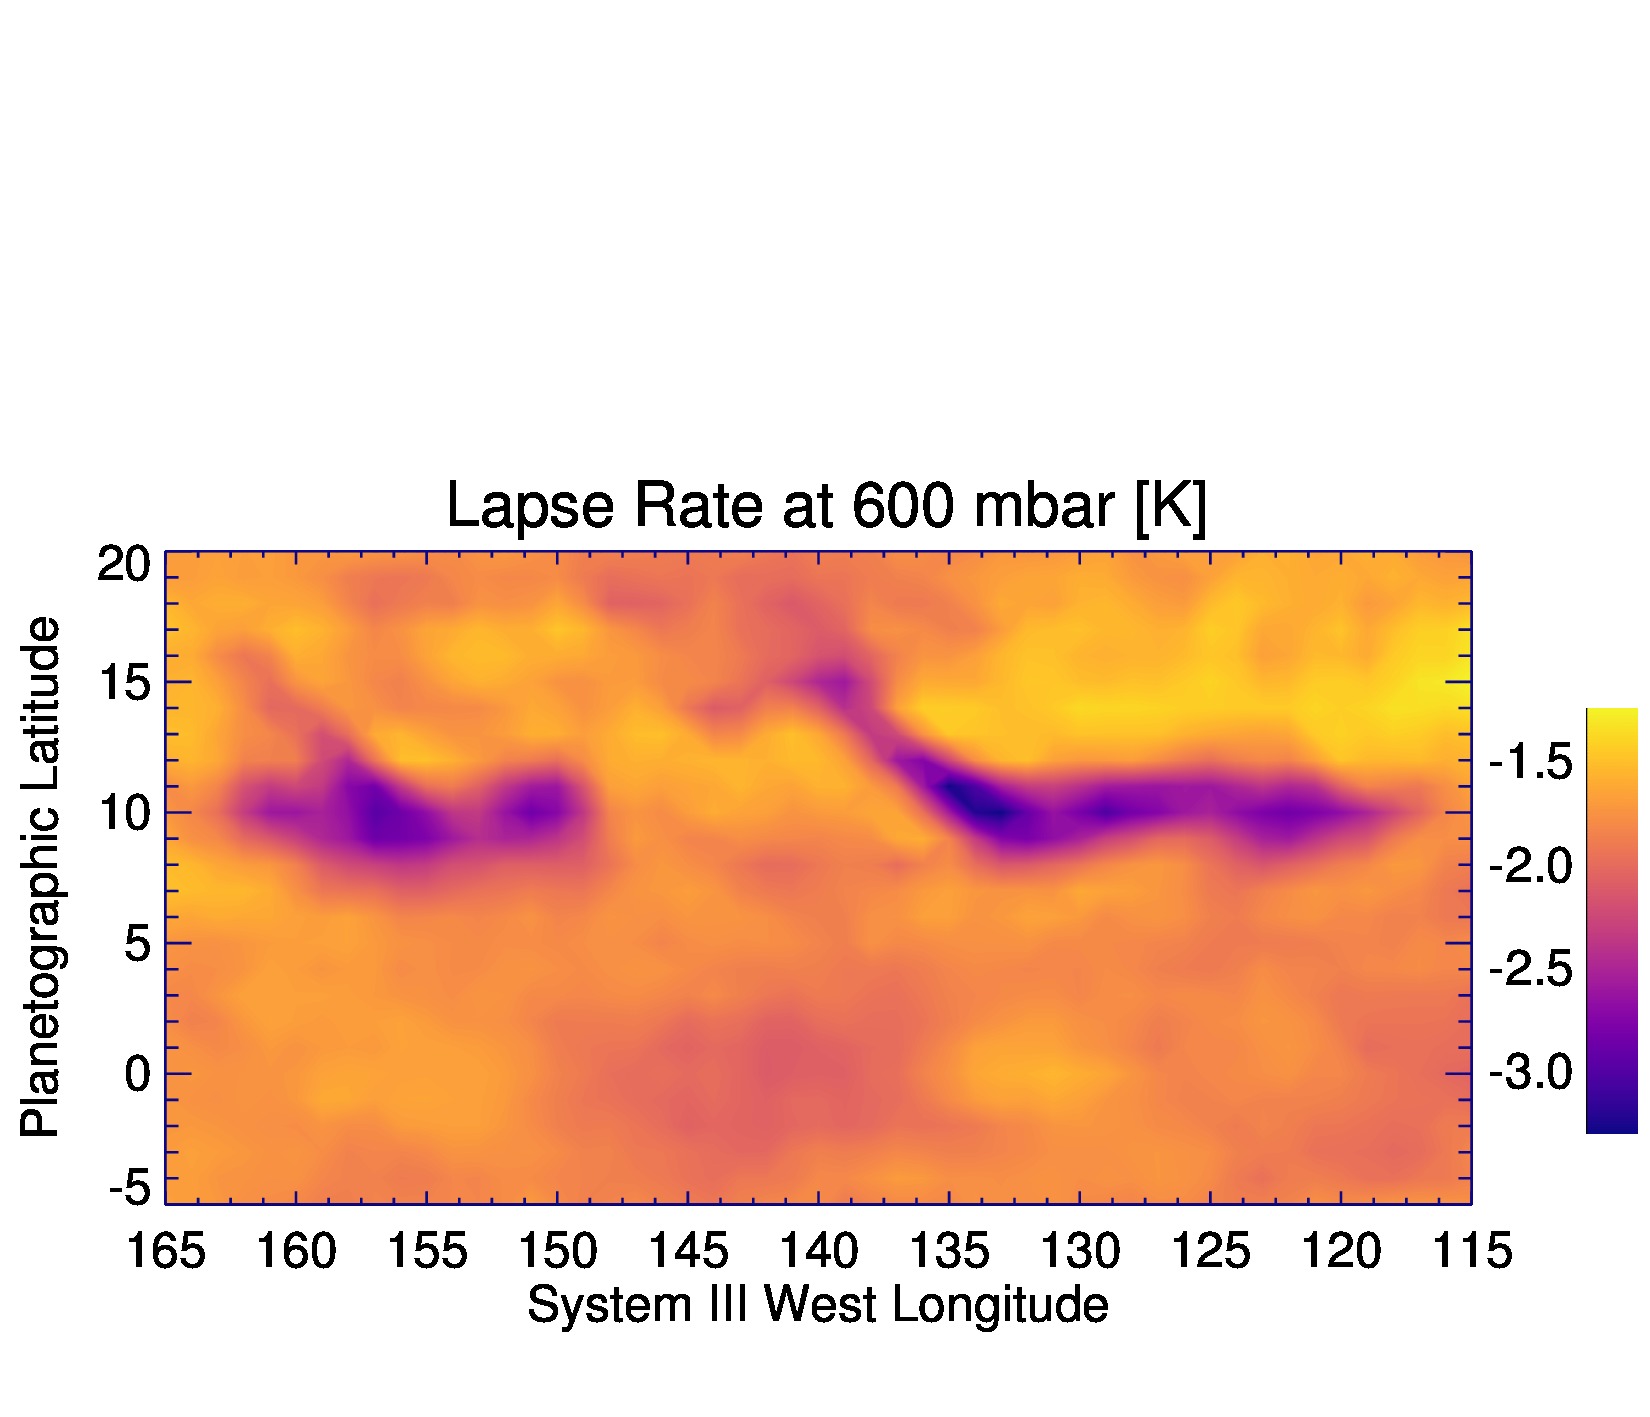 Lapse Rate at 600 mbar [K]
20
15
10
5
0
-5
Planetographic Latitude
165 160 155 150 145 140 135 130 125 120 115
System III West Longitude
-1.5
-2.0
-2.5
-3.0